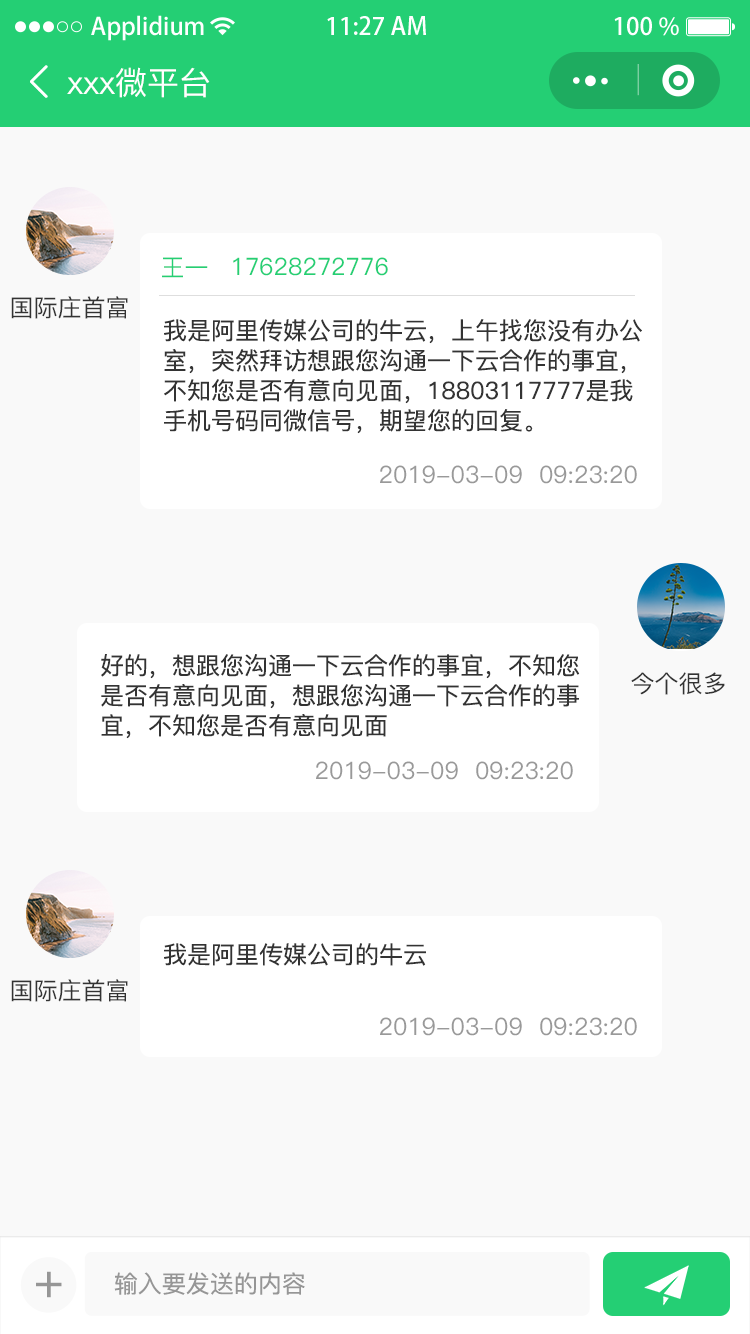 Applidium 11:27 AM 100 %
xxx微平台
王一 17628272776
国际庄首富
我是阿里传媒公司的牛云，上午找您没有办公
室，突然拜访想跟您沟通一下云合作的事宜，
不知您是否有意向见面，18803117777是我
手机号码同微信号，期望您的回复。
2019-03-09 09:23:20
今个很多
好的，想跟您沟通一下云合作的事宜，不知您
是否有意向见面，想跟您沟通一下云合作的事
宜，不知您是否有意向见面
2019-03-09 09:23:20
国际庄首富
我是阿里传媒公司的牛云
2019-03-09 09:23:20
输入要发送的内容